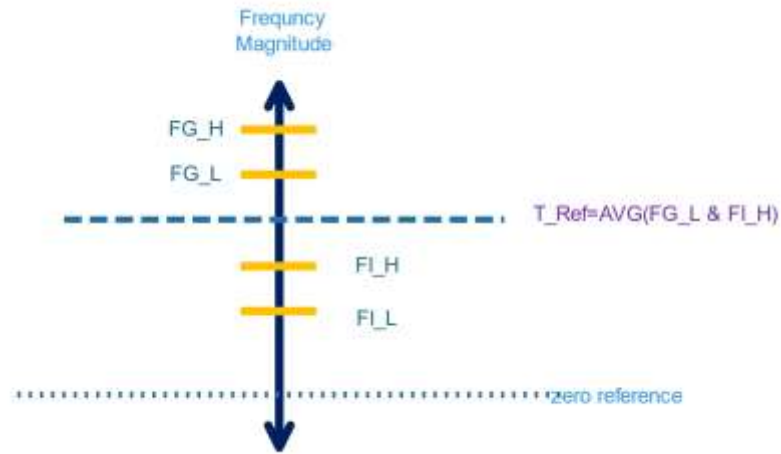 Frequncy
Magnitude
FG_H
FG_L
T_Ref=AVG(FG_L & FI_H)
FI_H
FI_L
zero reference